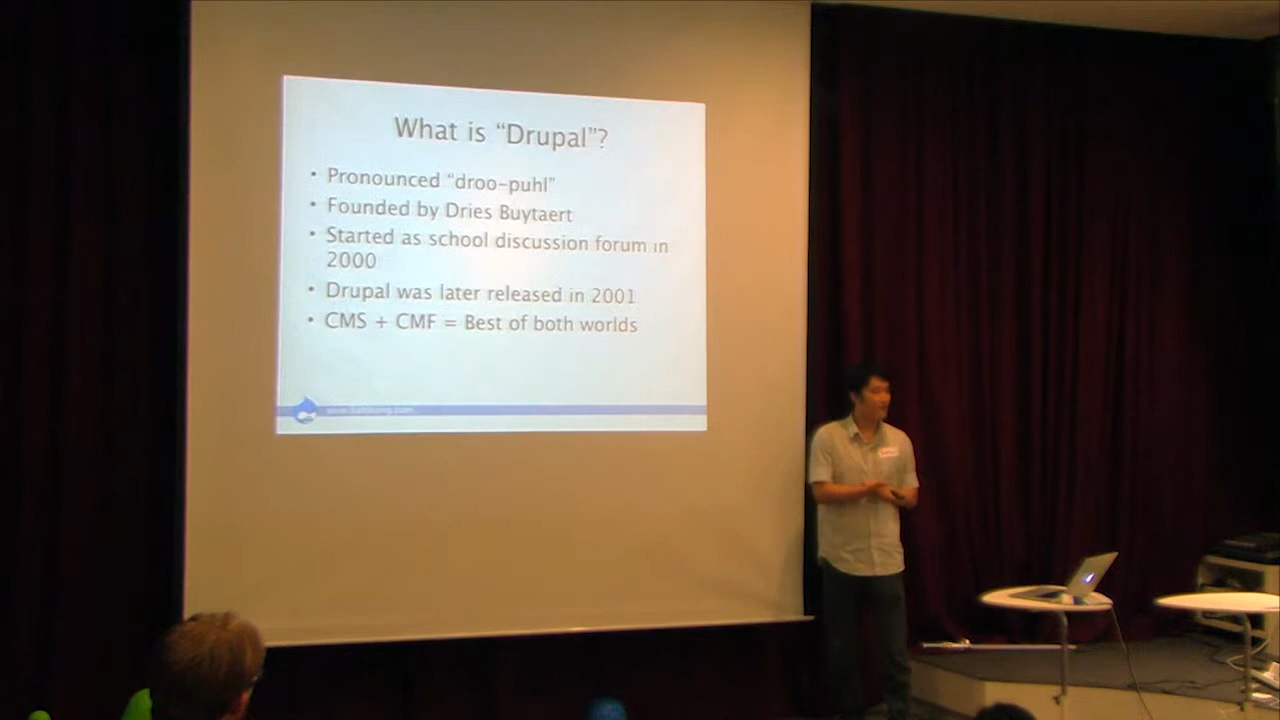 What is “Drupal”?
• Pronounced “droo-puhl”
• Founded by Dries Buytaert
• Started as school discussion forum in
2000
• Drupal was later released in 2001
• CMS + CMF = Best of both worlds